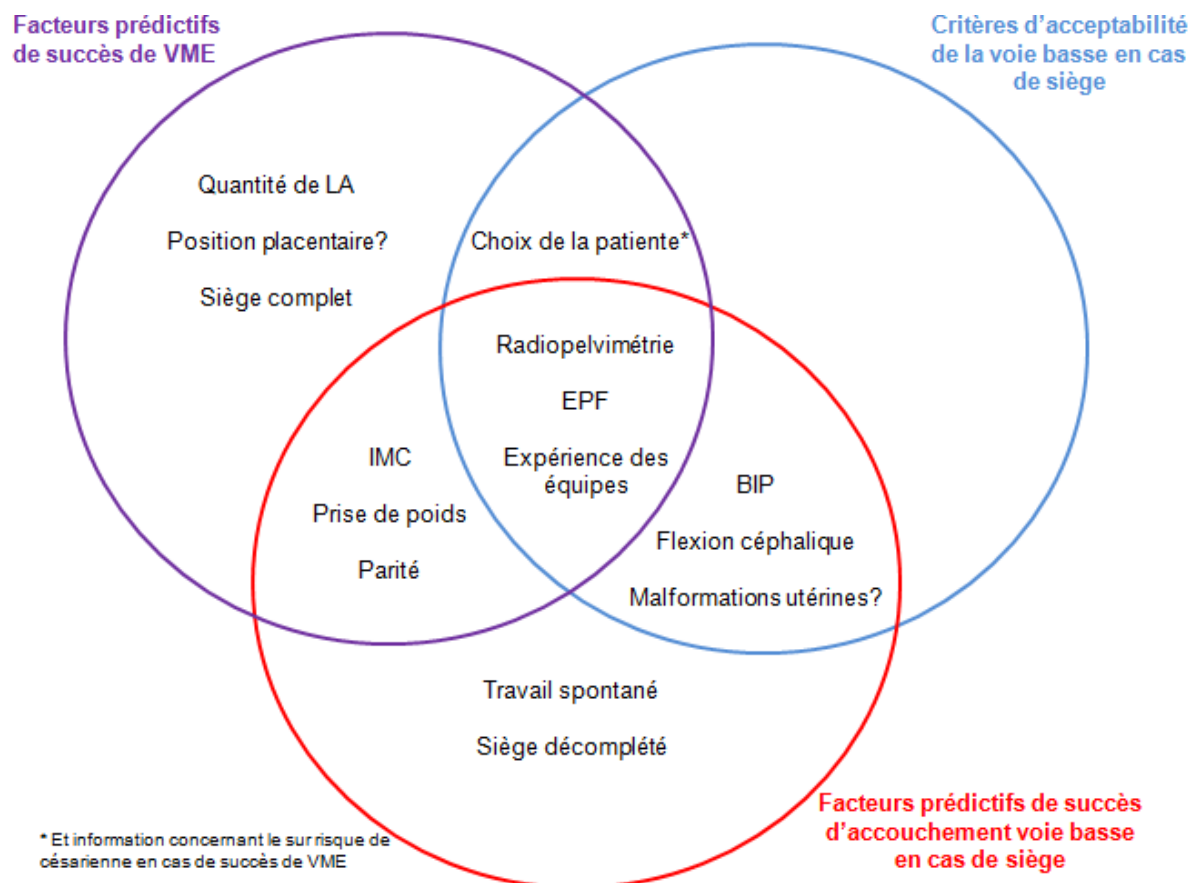 Facteurs prédictifs
de succès de VME
Critères d'acceptabilité
de la voie basse en cas
de siège
Quantité de LA
Position placentaire?
Siège complet
Choix de la patiente*
Radiopelvimétrie
EPF
Expérience des
équipes
IMC
Prise de poids
Parité
BIP
Flexion céphalique
Malformations utérines?
Travail spontané
Siège décomplété
Facteurs prédictifs de succès
d'accouchement voie basse
en cas de siège
* Et information concernant le sur risque de
césarienne en cas de succès de VME